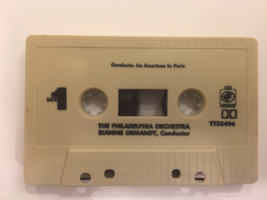 Gershwin: An American In Paris
SIDE 1
THE PHILADELPHIA ORCHESTRA
EUGENE ORMANDY, Conductor
YT35496